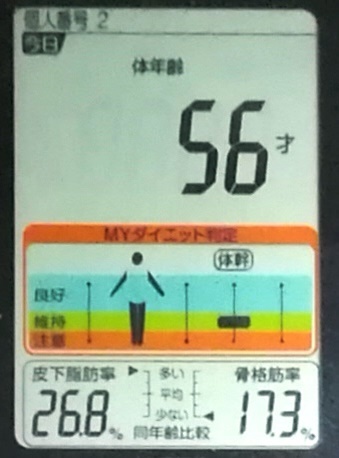 個人番号 2
今日
体年齢
56才
MYダイエット判定
体幹
良好
維持
注意
皮下脂肪率 多い 骨格筋率
平均
26.8% 少ない 17.3%
同年齢比較